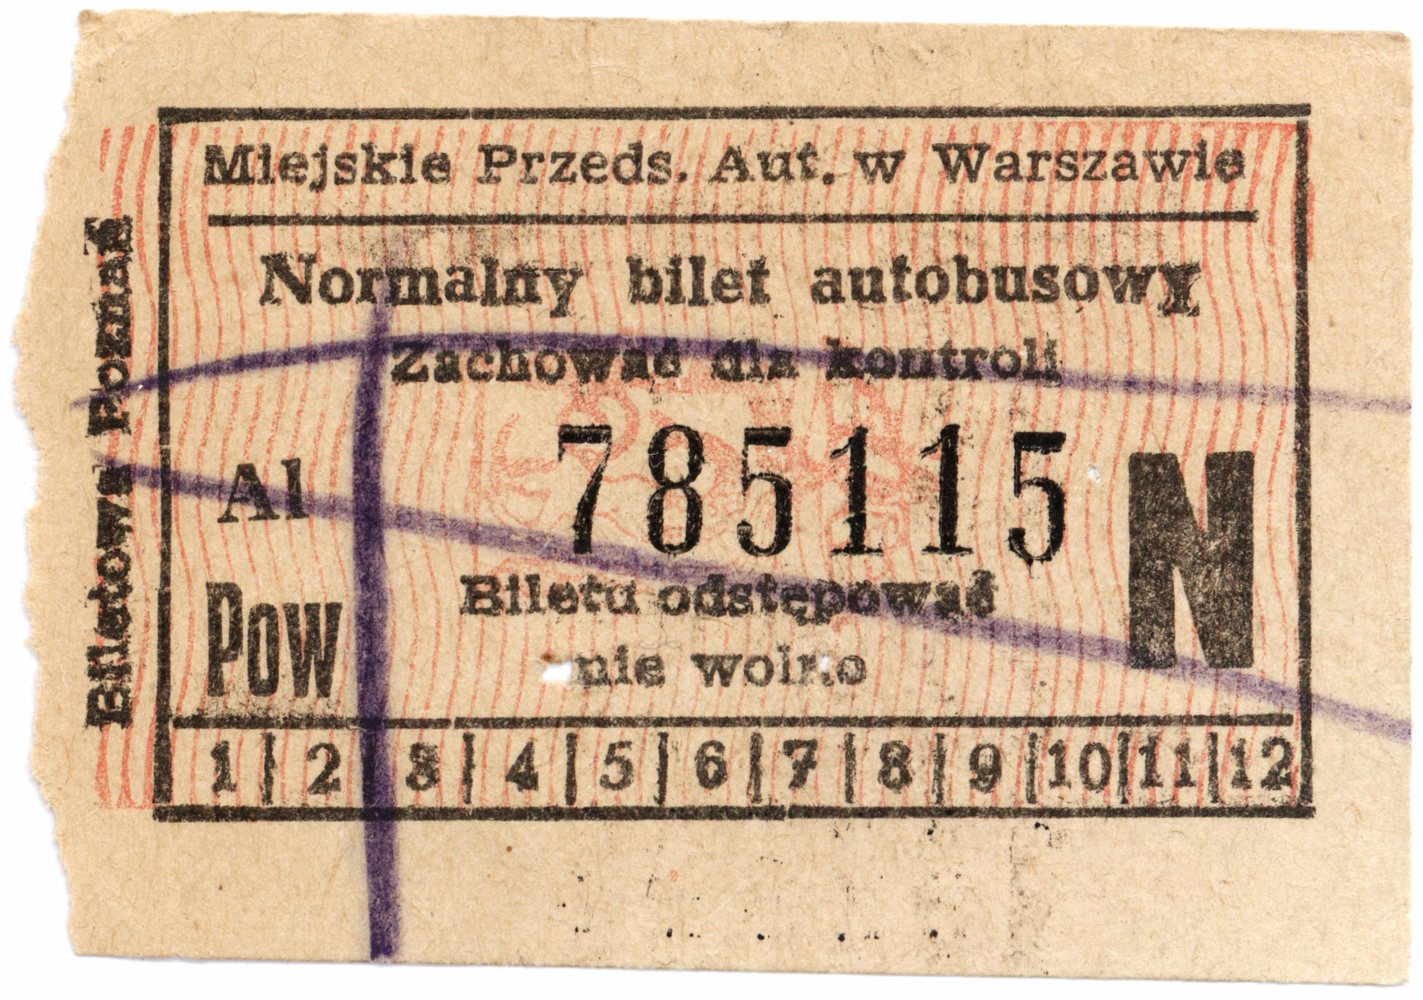 Miejskie Przeds. Aut. w Warszawie
Normalny bilet autobusowy
Zachować dla kontroli
785115
Al
N
Biletu odstępować
Pow
nie wolno
1|2|3|4|5|6|7|8|9|10|11|12
Biletowa Poznań